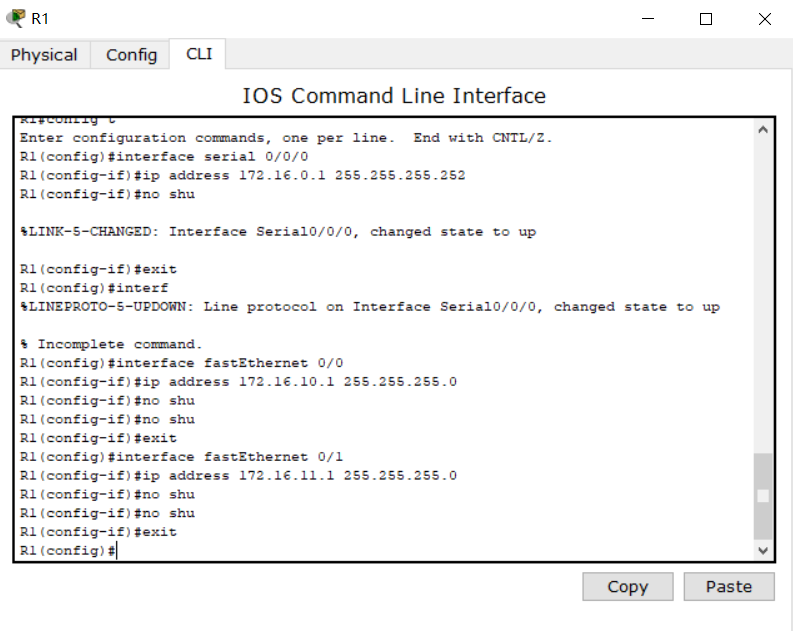 R1
Physical Config CLI
IOS Command Line Interface
R1#config t
Enter configuration commands, one per line.  End with CNTL/Z.
R1(config)#interface serial 0/0/0
R1(config-if)#ip address 172.16.0.1 255.255.255.252
R1(config-if)#no shu
%LINK-5-CHANGED: Interface Serial0/0/0, changed state to up
R1(config-if)#exit
R1(config)#interf
%LINEPROTO-5-UPDOWN: Line protocol on Interface Serial0/0/0, changed state to up
% Incomplete command.
R1(config)#interface fastEthernet 0/0
R1(config-if)#ip address 172.16.10.1 255.255.255.0
R1(config-if)#no shu
R1(config-if)#no shu
R1(config-if)#exit
R1(config)#interface fastEthernet 0/1
R1(config-if)#ip address 172.16.11.1 255.255.255.0
R1(config-if)#no shu
R1(config-if)#no shu
R1(config-if)#exit
R1(config)#
Copy Paste